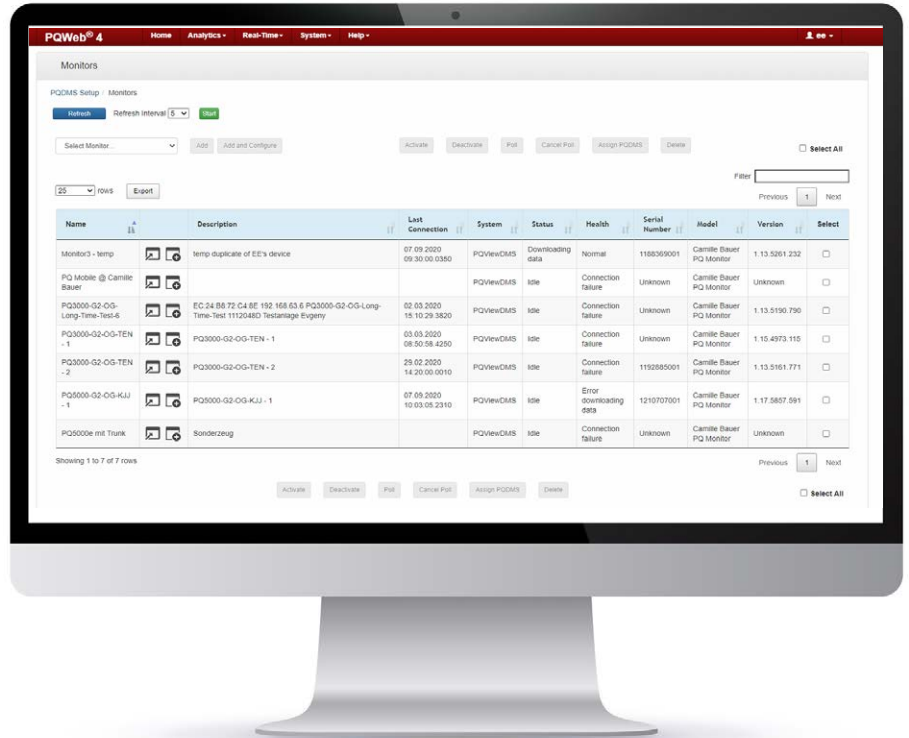 PQWeb® 4 Home Analytics Real-Time System Help ee
Monitors
PQDMS Setup / Monitors
Refresh Refresh Interval 5 Start
Select Monitor... Add Add and Configure Activate Deactivate Poll Cancel Poll Assign PQDMS Delete Select All
Filter
25 rows Export Previous 1 Next
Name Description Last Connection System Status Health Serial Number Model Version Select
Monitor3 - temp temp duplicate of EE's device 07.09.2020 09:30:00.0350 PQViewDMS Downloading data Normal 1188369001 Camille Bauer PQ Monitor 1.13.5261.232
PQ Mobile @ Camille Bauer PQViewDMS Idle Connection failure Unknown Camille Bauer PQ Monitor Unknown
PQ3000-G2-OG-Long-Time-Test-6 EC:24:B8:72:C4:8E 192.168.63.6 PQ3000-G2-OG-Long-Time-Test 1112048D Testanlage Evgeny 02.03.2020 15:10:29.3820 PQViewDMS Idle Connection failure Unknown Camille Bauer PQ Monitor 1.13.5190.790
PQ3000-G2-OG-TEN - 1 PQ3000-G2-OG-TEN - 1 03.03.2020 08:50:58.4250 PQViewDMS Idle Connection failure Unknown Camille Bauer PQ Monitor 1.15.4973.115
PQ3000-G2-OG-TEN - 2 PQ3000-G2-OG-TEN - 2 29.02.2020 14:20:00.0010 PQViewDMS Idle Connection failure 1192885001 Camille Bauer PQ Monitor 1.13.5161.771
PQ5000-G2-OG-KJJ - 1 PQ5000-G2-OG-KJJ - 1 07.09.2020 10:03:05.2310 PQViewDMS Idle Error downloading data 1210707001 Camille Bauer PQ Monitor 1.17.5857.591
PQ5000e mit Trunk Sonderzeug PQViewDMS Idle Connection failure Unknown Camille Bauer PQ Monitor Unknown
Showing 1 to 7 of 7 rows Previous 1 Next
Activate Deactivate Poll Cancel Poll Assign PQDMS Delete Select All